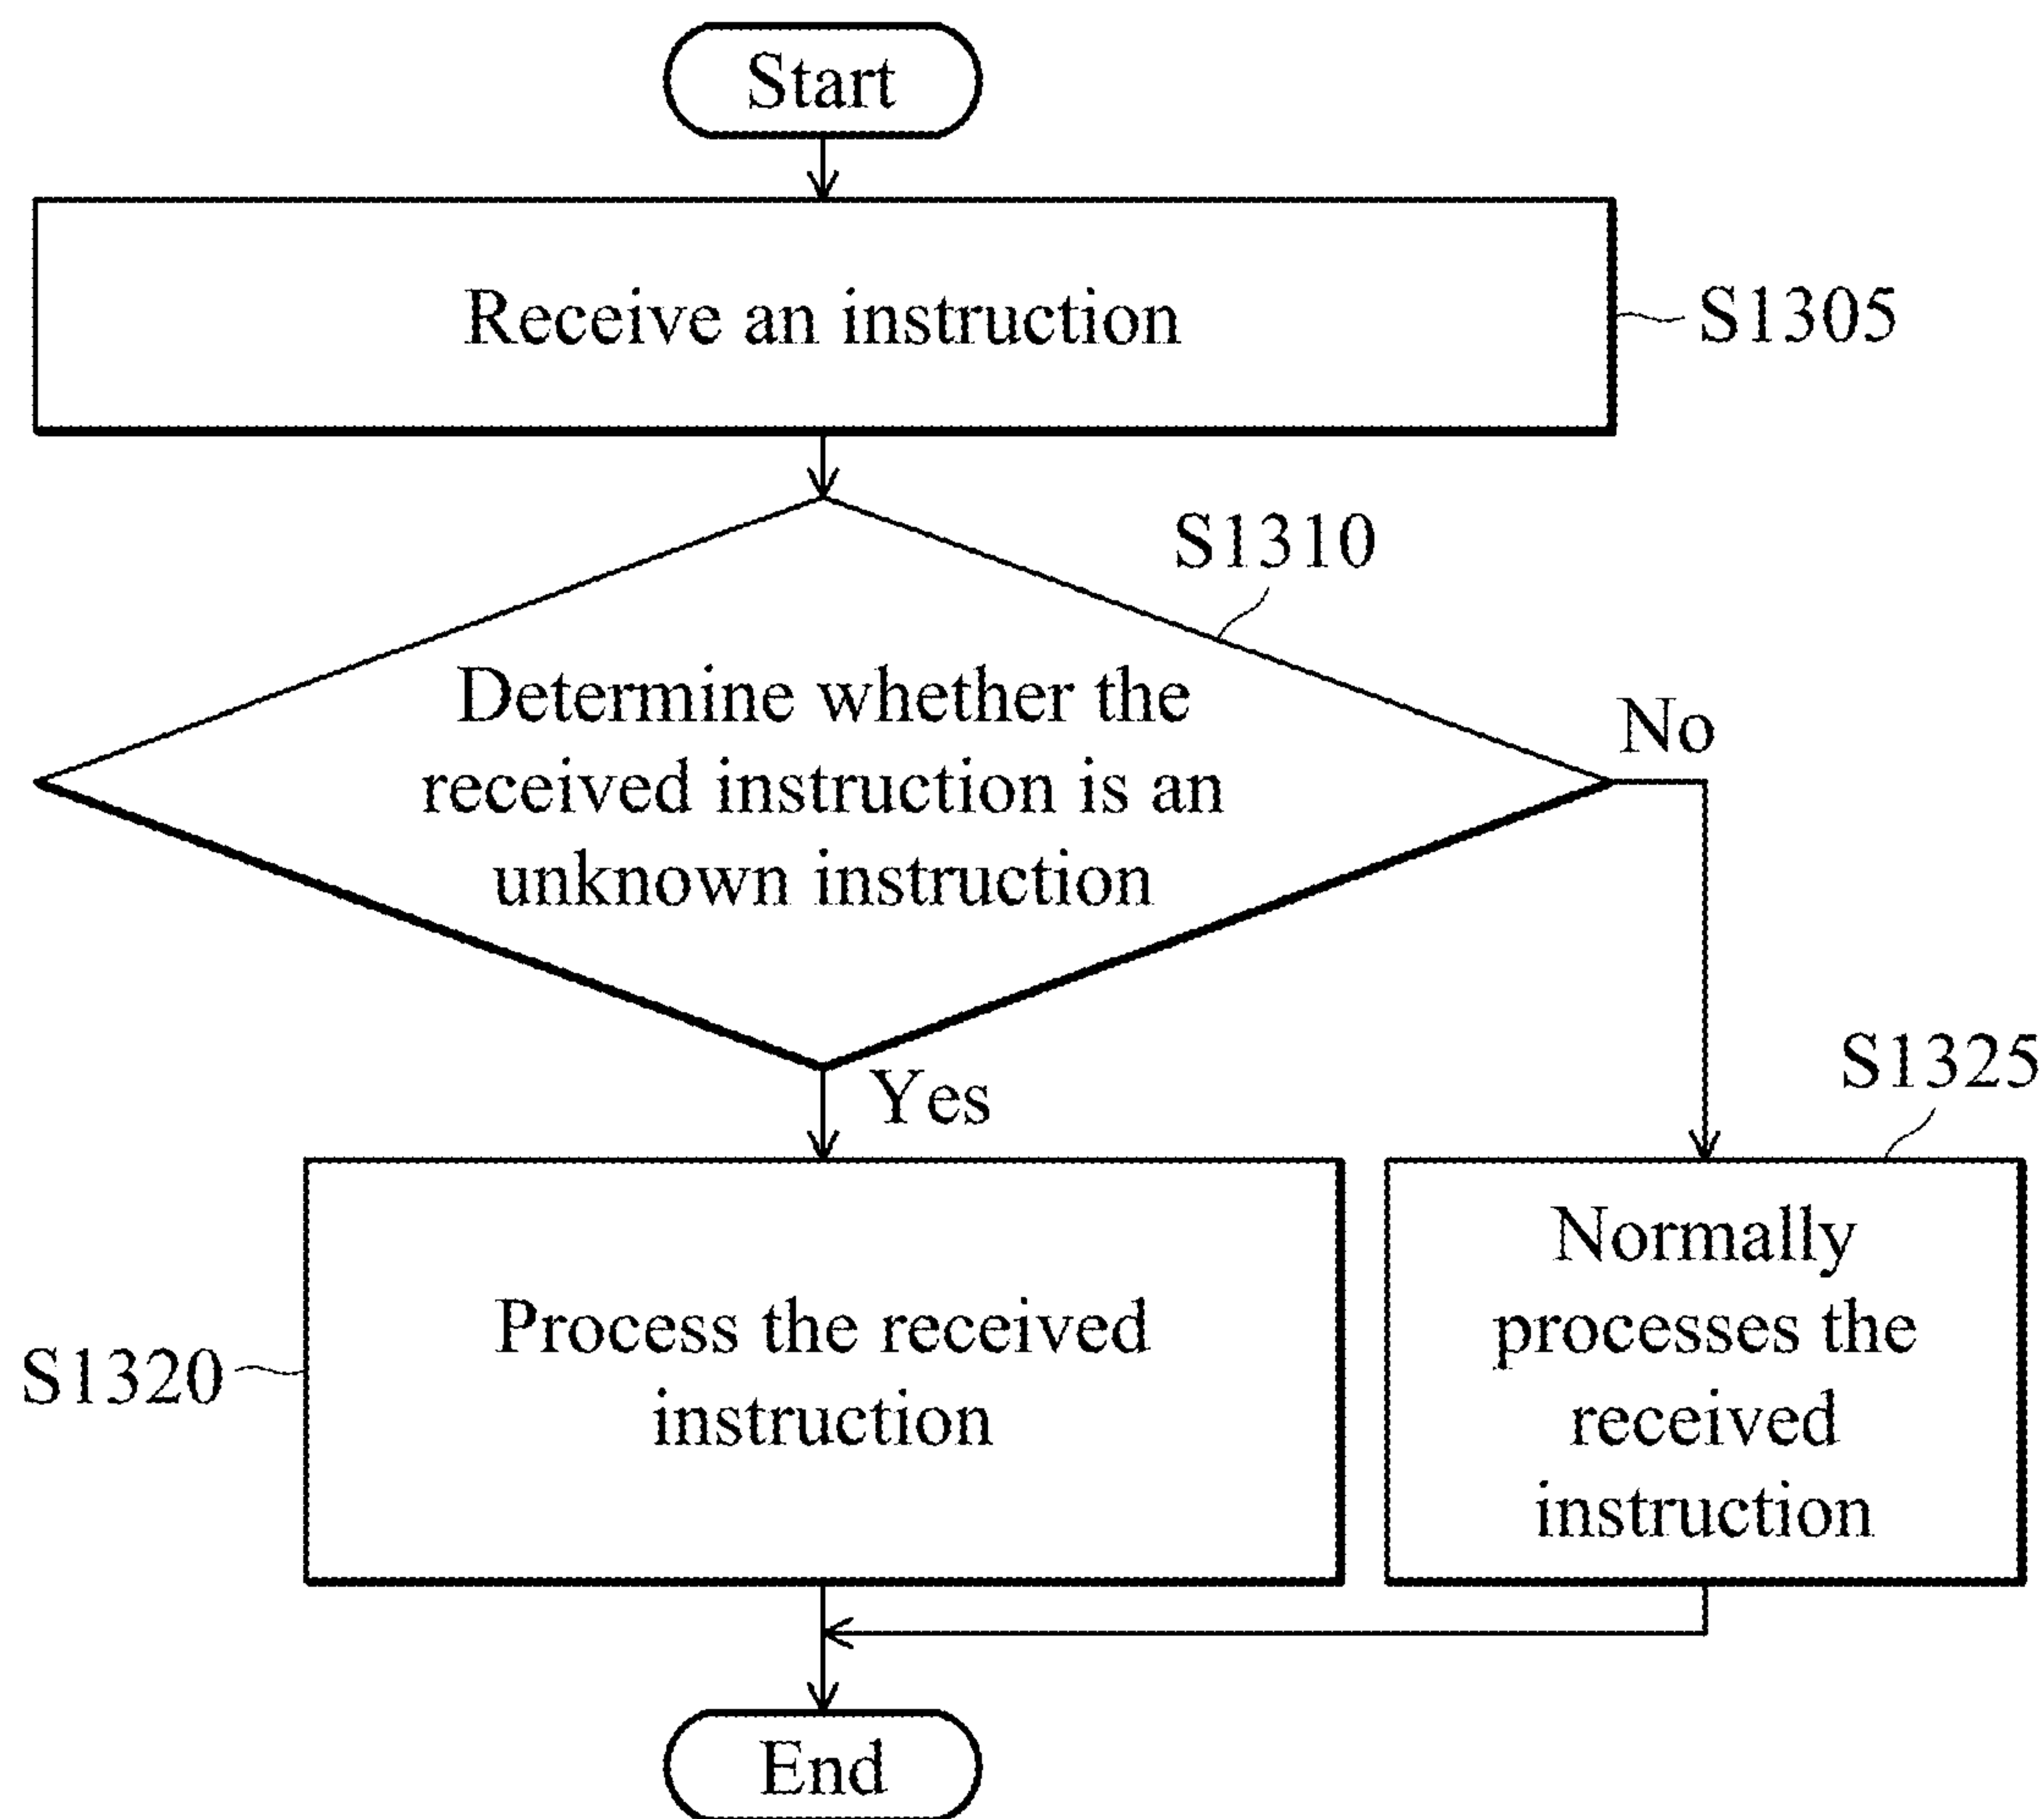 Start
Receive an instruction
S1305
S1310
Determine whether the
received instruction is an
unknown instruction
No
Yes
S1325
Process the received
instruction
S1320
Normally
processes the
received
instruction
End